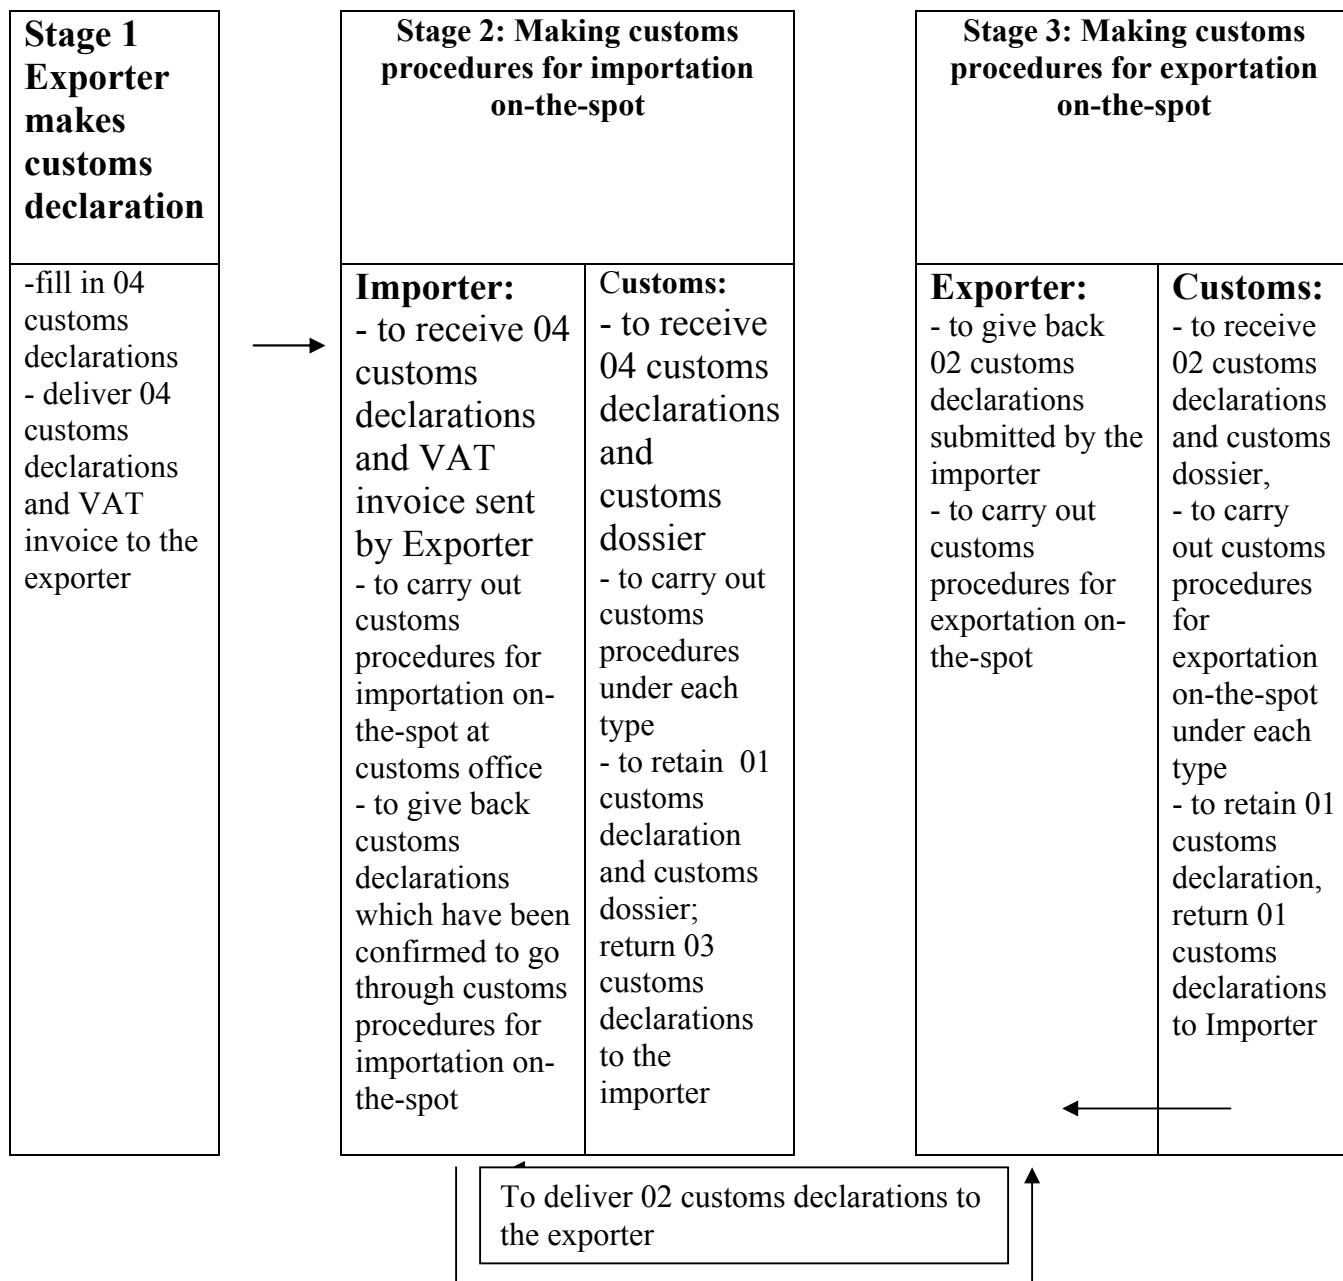 Stage 1
Exporter
makes
customs
declaration
Stage 2: Making customs
procedures for importation
on-the-spot
Stage 3: Making customs
procedures for exportation
on-the-spot
-fill in 04
customs
declarations
- deliver 04
customs
declarations
and VAT
invoice to the
exporter
Importer:
- to receive 04
customs
declarations
and VAT
invoice sent
by Exporter
- to carry out
customs
procedures for
importation on-
the-spot at
customs office
- to give back
customs
declarations
which have been
confirmed to go
through customs
procedures for
importation on-
the-spot
Customs:
- to receive
04 customs
declarations
and
customs
dossier
- to carry out
customs
procedures
under each
type
- to retain  01
customs
declaration
and customs
dossier;
return 03
customs
declarations
to the
importer
Exporter:
- to give back
02 customs
declarations
submitted by the
importer
- to carry out
customs
procedures for
exportation on-
the-spot
Customs:
- to receive
02 customs
declarations
and customs
dossier,
- to carry
out customs
procedures
for
exportation
on-the-spot
under each
type
- to retain 01
customs
declaration,
return 01
customs
declarations
to Importer
To deliver 02 customs declarations to
the exporter